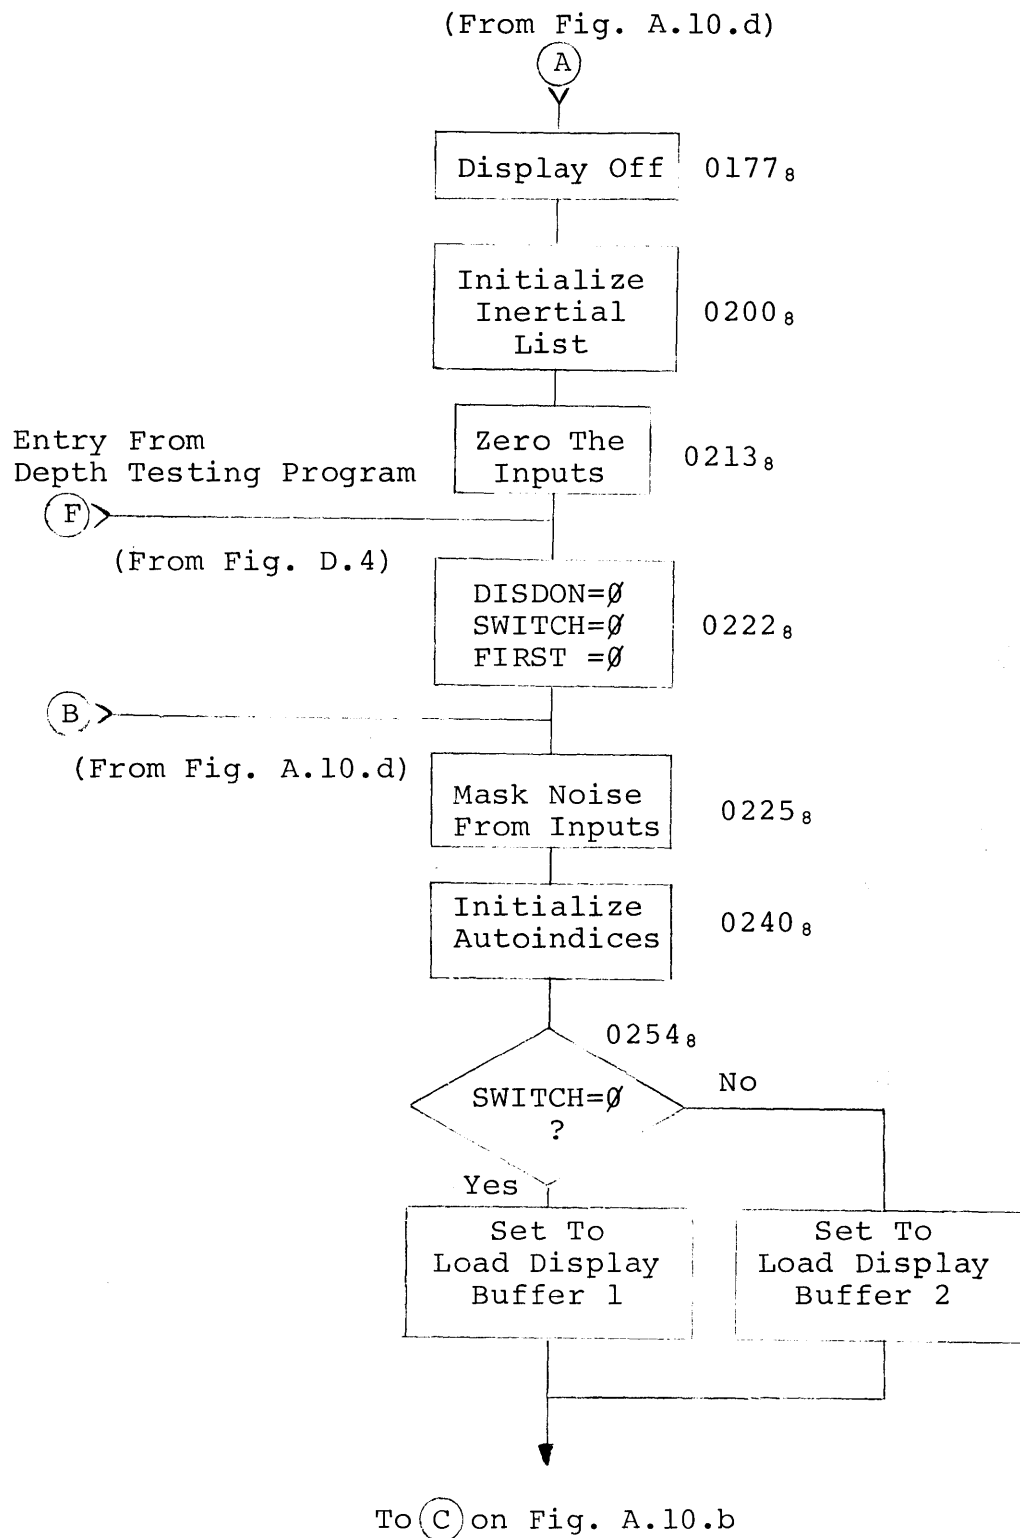 (From Fig. A.10.d)
A
Display Off
0177₈
Initialize
Inertial
List
0200₈
Zero The
Inputs
0213₈
Entry From
Depth Testing Program
F
(From Fig. D.4)
DISDON=∅
SWITCH=∅
FIRST =∅
0222₈
B
(From Fig. A.10.d)
Mask Noise
From Inputs
0225₈
Initialize
Autoindices
0240₈
0254₈
SWITCH=∅
?
No
Yes
Set To
Load Display
Buffer 1
Set To
Load Display
Buffer 2
To C on Fig. A.10.b